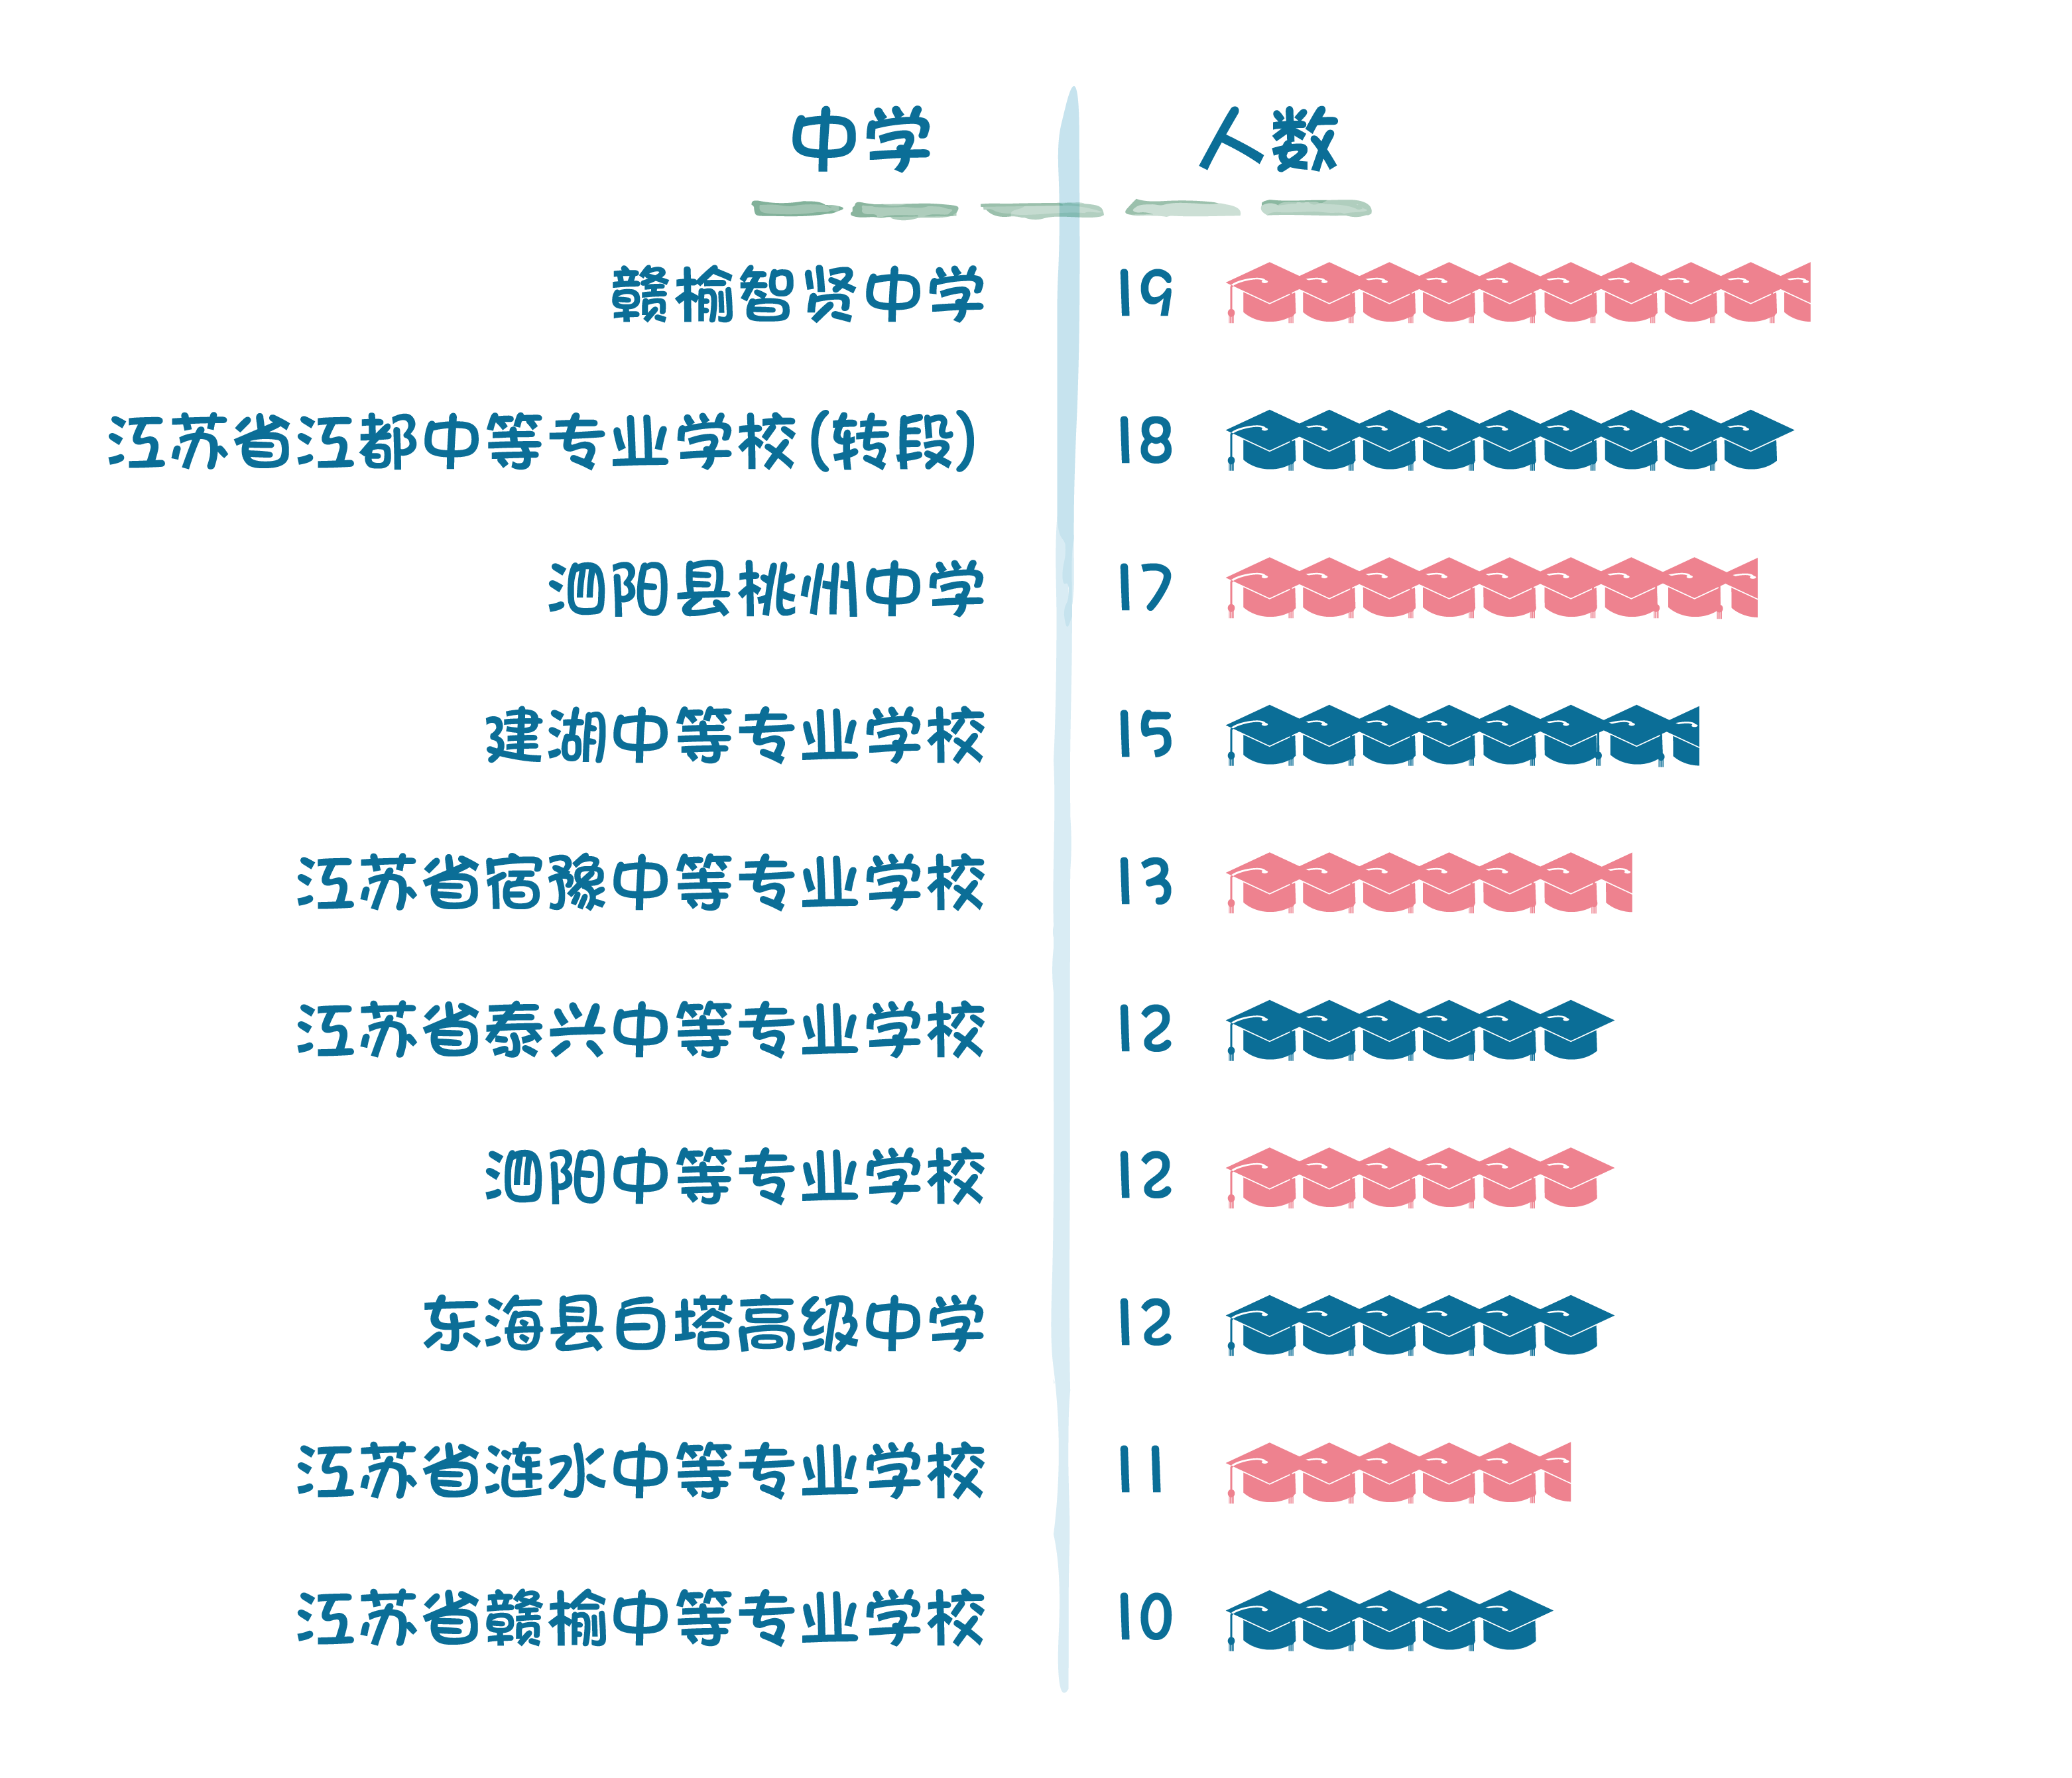 中学 人数
赣榆智贤中学 19
江苏省江都中等专业学校(转段) 18
泗阳县桃州中学 17
建湖中等专业学校 15
江苏省宿豫中等专业学校 13
江苏省泰兴中等专业学校 12
泗阳中等专业学校 12
东海县白塔高级中学 12
江苏省涟水中等专业学校 11
江苏省赣榆中等专业学校 10